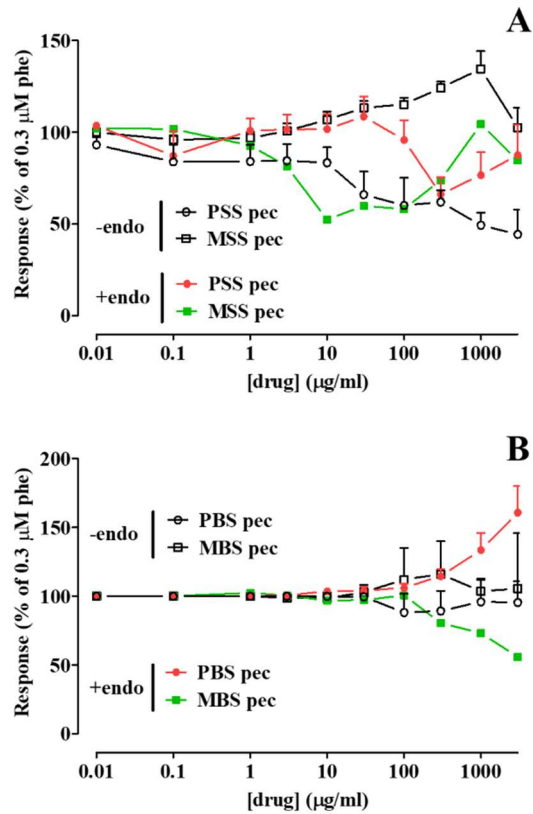 A
Response (% of 0.3 µM phe)
150
100
50
0
-endo
PSS pec
MSS pec
+endo
PSS pec
MSS pec
0.01 0.1 1 10 100 1000
[drug] (µg/ml)
B
Response (% of 0.3 µM phe)
200
150
100
50
0
-endo
PBS pec
MBS pec
+endo
PBS pec
MBS pec
0.01 0.1 1 10 100 1000
[drug] (µg/ml)